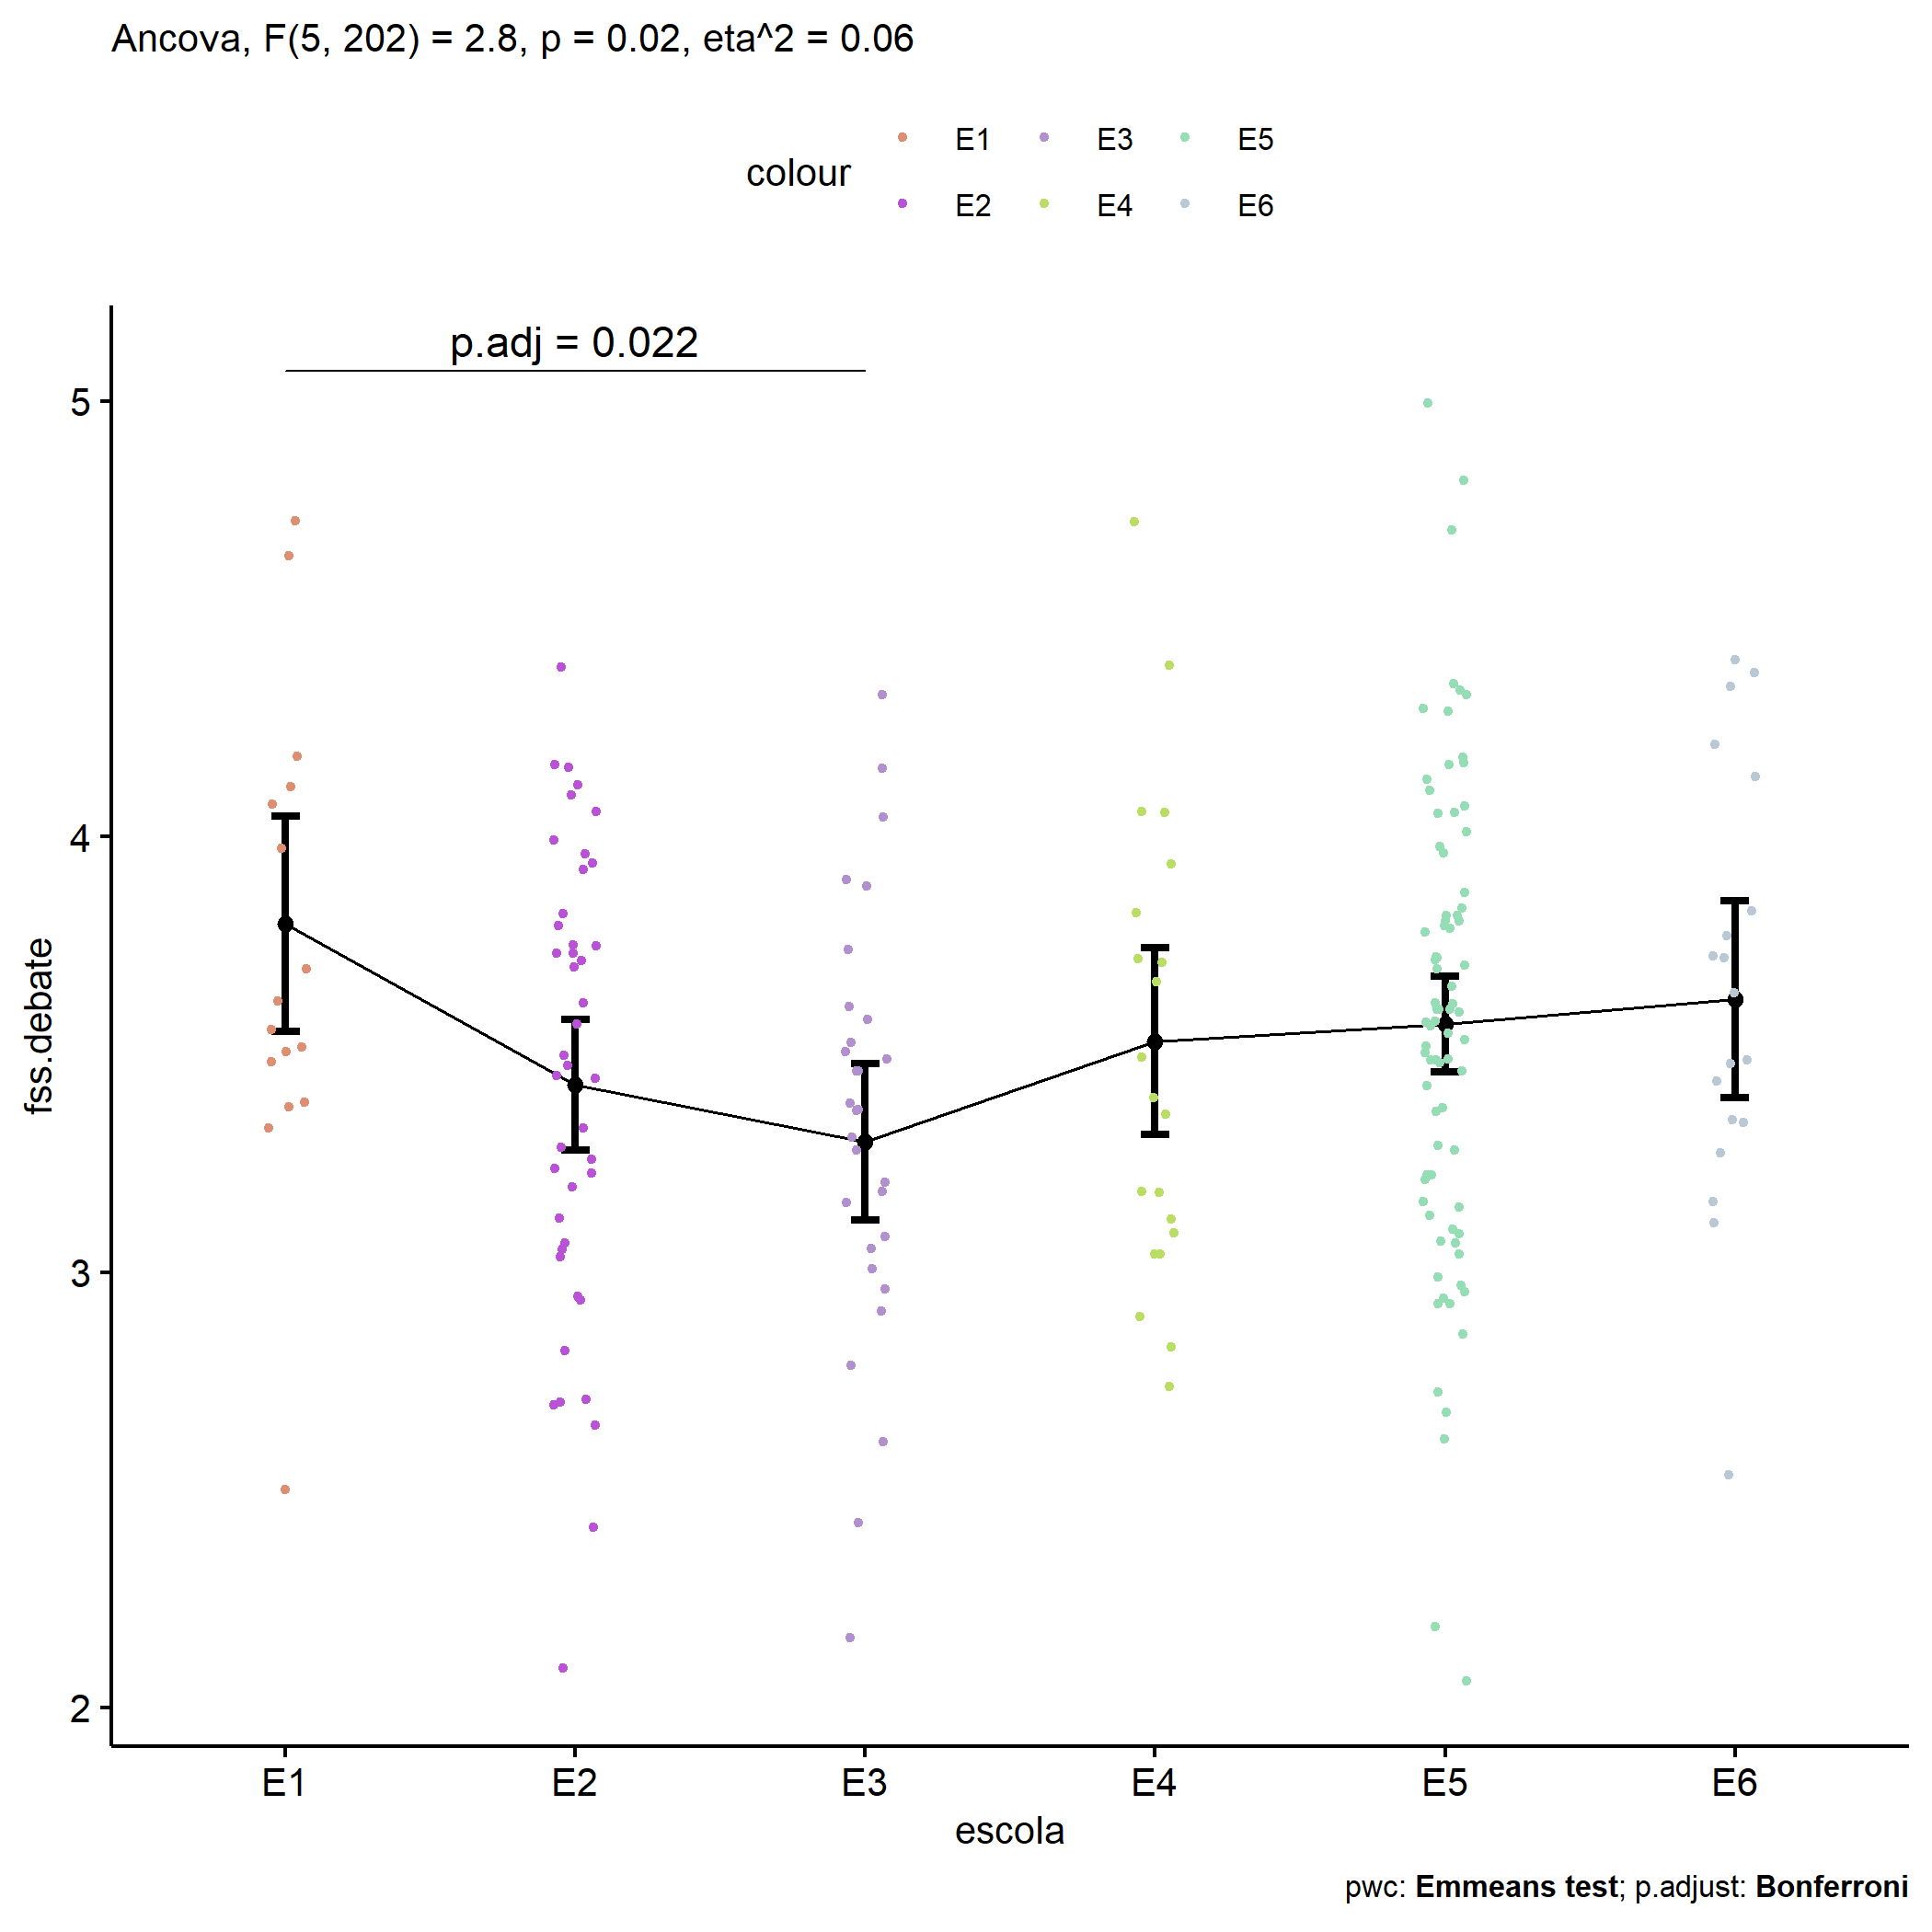 Ancova, F(5, 202) = 2.8, p = 0.02, eta^2 = 0.06
colour
E1 E3 E5
E2 E4 E6
p.adj = 0.022
5
4
3
2
fss.debate
E1 E2 E3 E4 E5 E6
escola
pwc: Emmeans test; p.adjust: Bonferroni